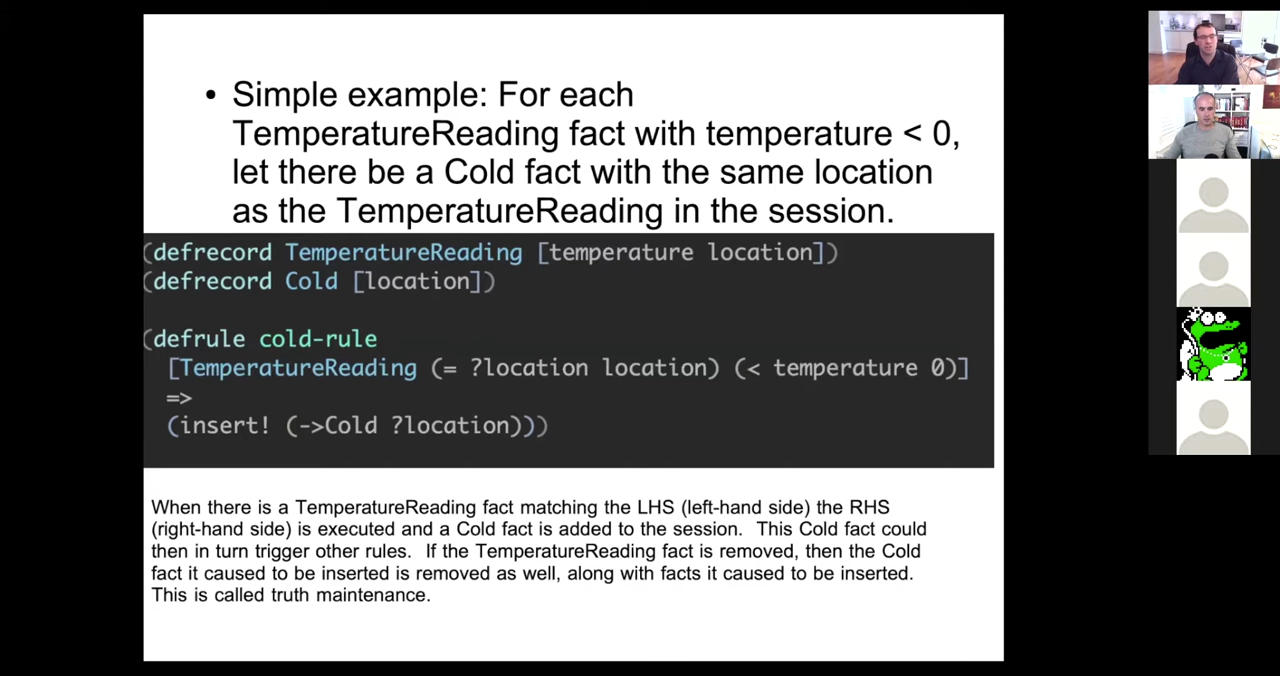 • Simple example: For each
TemperatureReading fact with temperature < 0,
let there be a Cold fact with the same location
as the TemperatureReading in the session.
(defrecord TemperatureReading [temperature location])
(defrecord Cold [location])
(defrule cold-rule
[TemperatureReading (= ?location location) (< temperature 0)]
=>
(insert! (->Cold ?location)))
When there is a TemperatureReading fact matching the LHS (left-hand side) the RHS
(right-hand side) is executed and a Cold fact is added to the session.  This Cold fact could
then in turn trigger other rules.  If the TemperatureReading fact is removed, then the Cold
fact it caused to be inserted is removed as well, along with facts it caused to be inserted.
This is called truth maintenance.